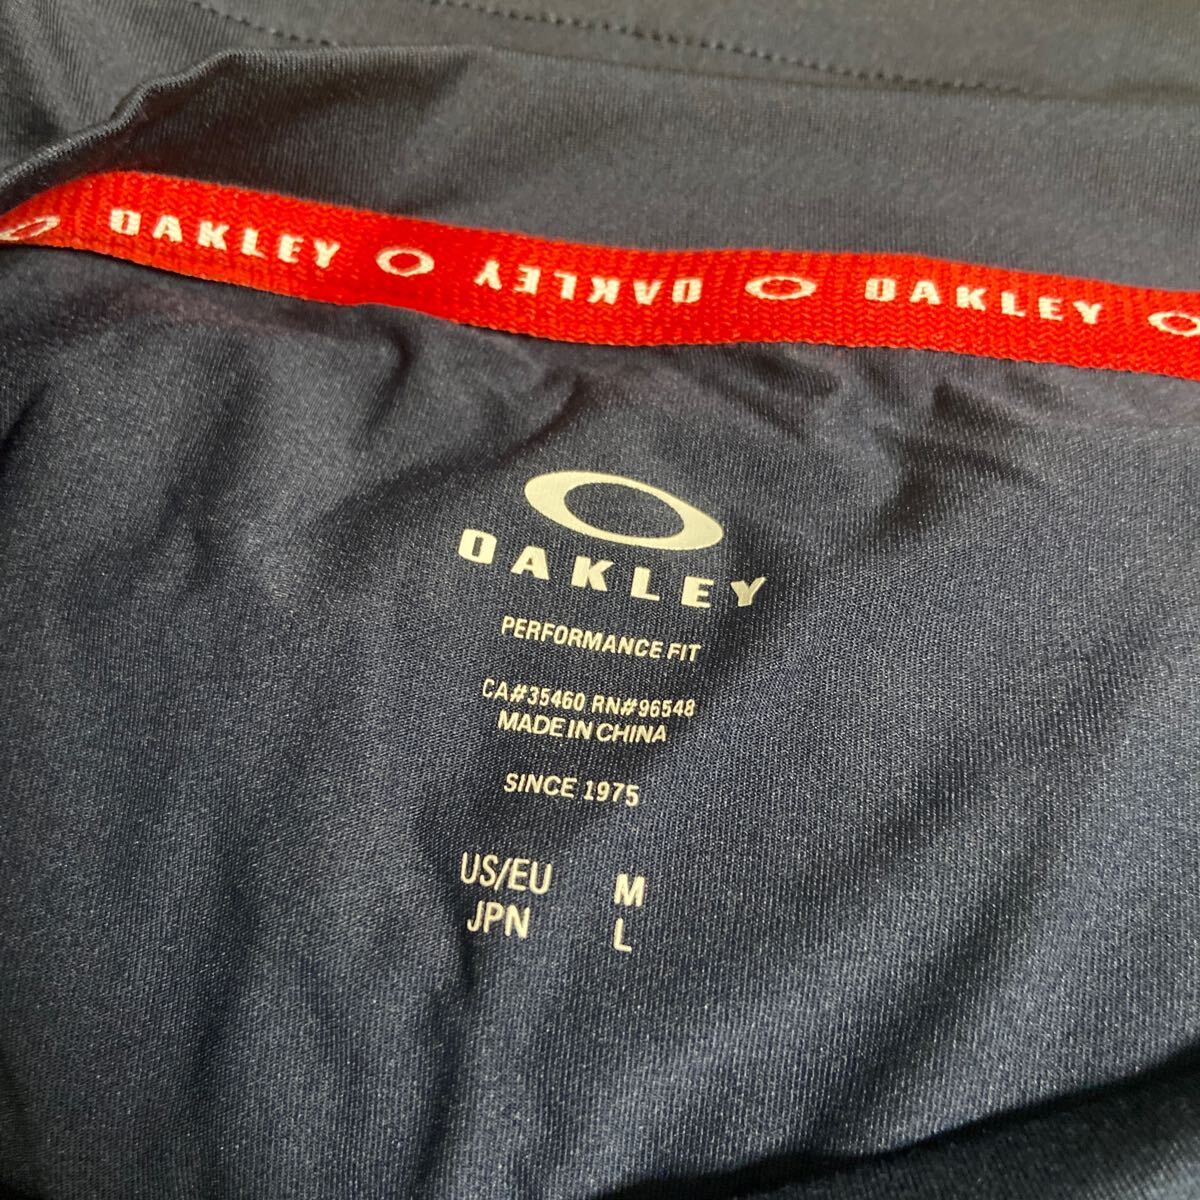 OAKLEY OAKLEY OAKLEY
OAKLEY
PERFORMANCE FIT
CA#35460 RN#96548
MADE IN CHINA
SINCE 1975
US/EU M
JPN L